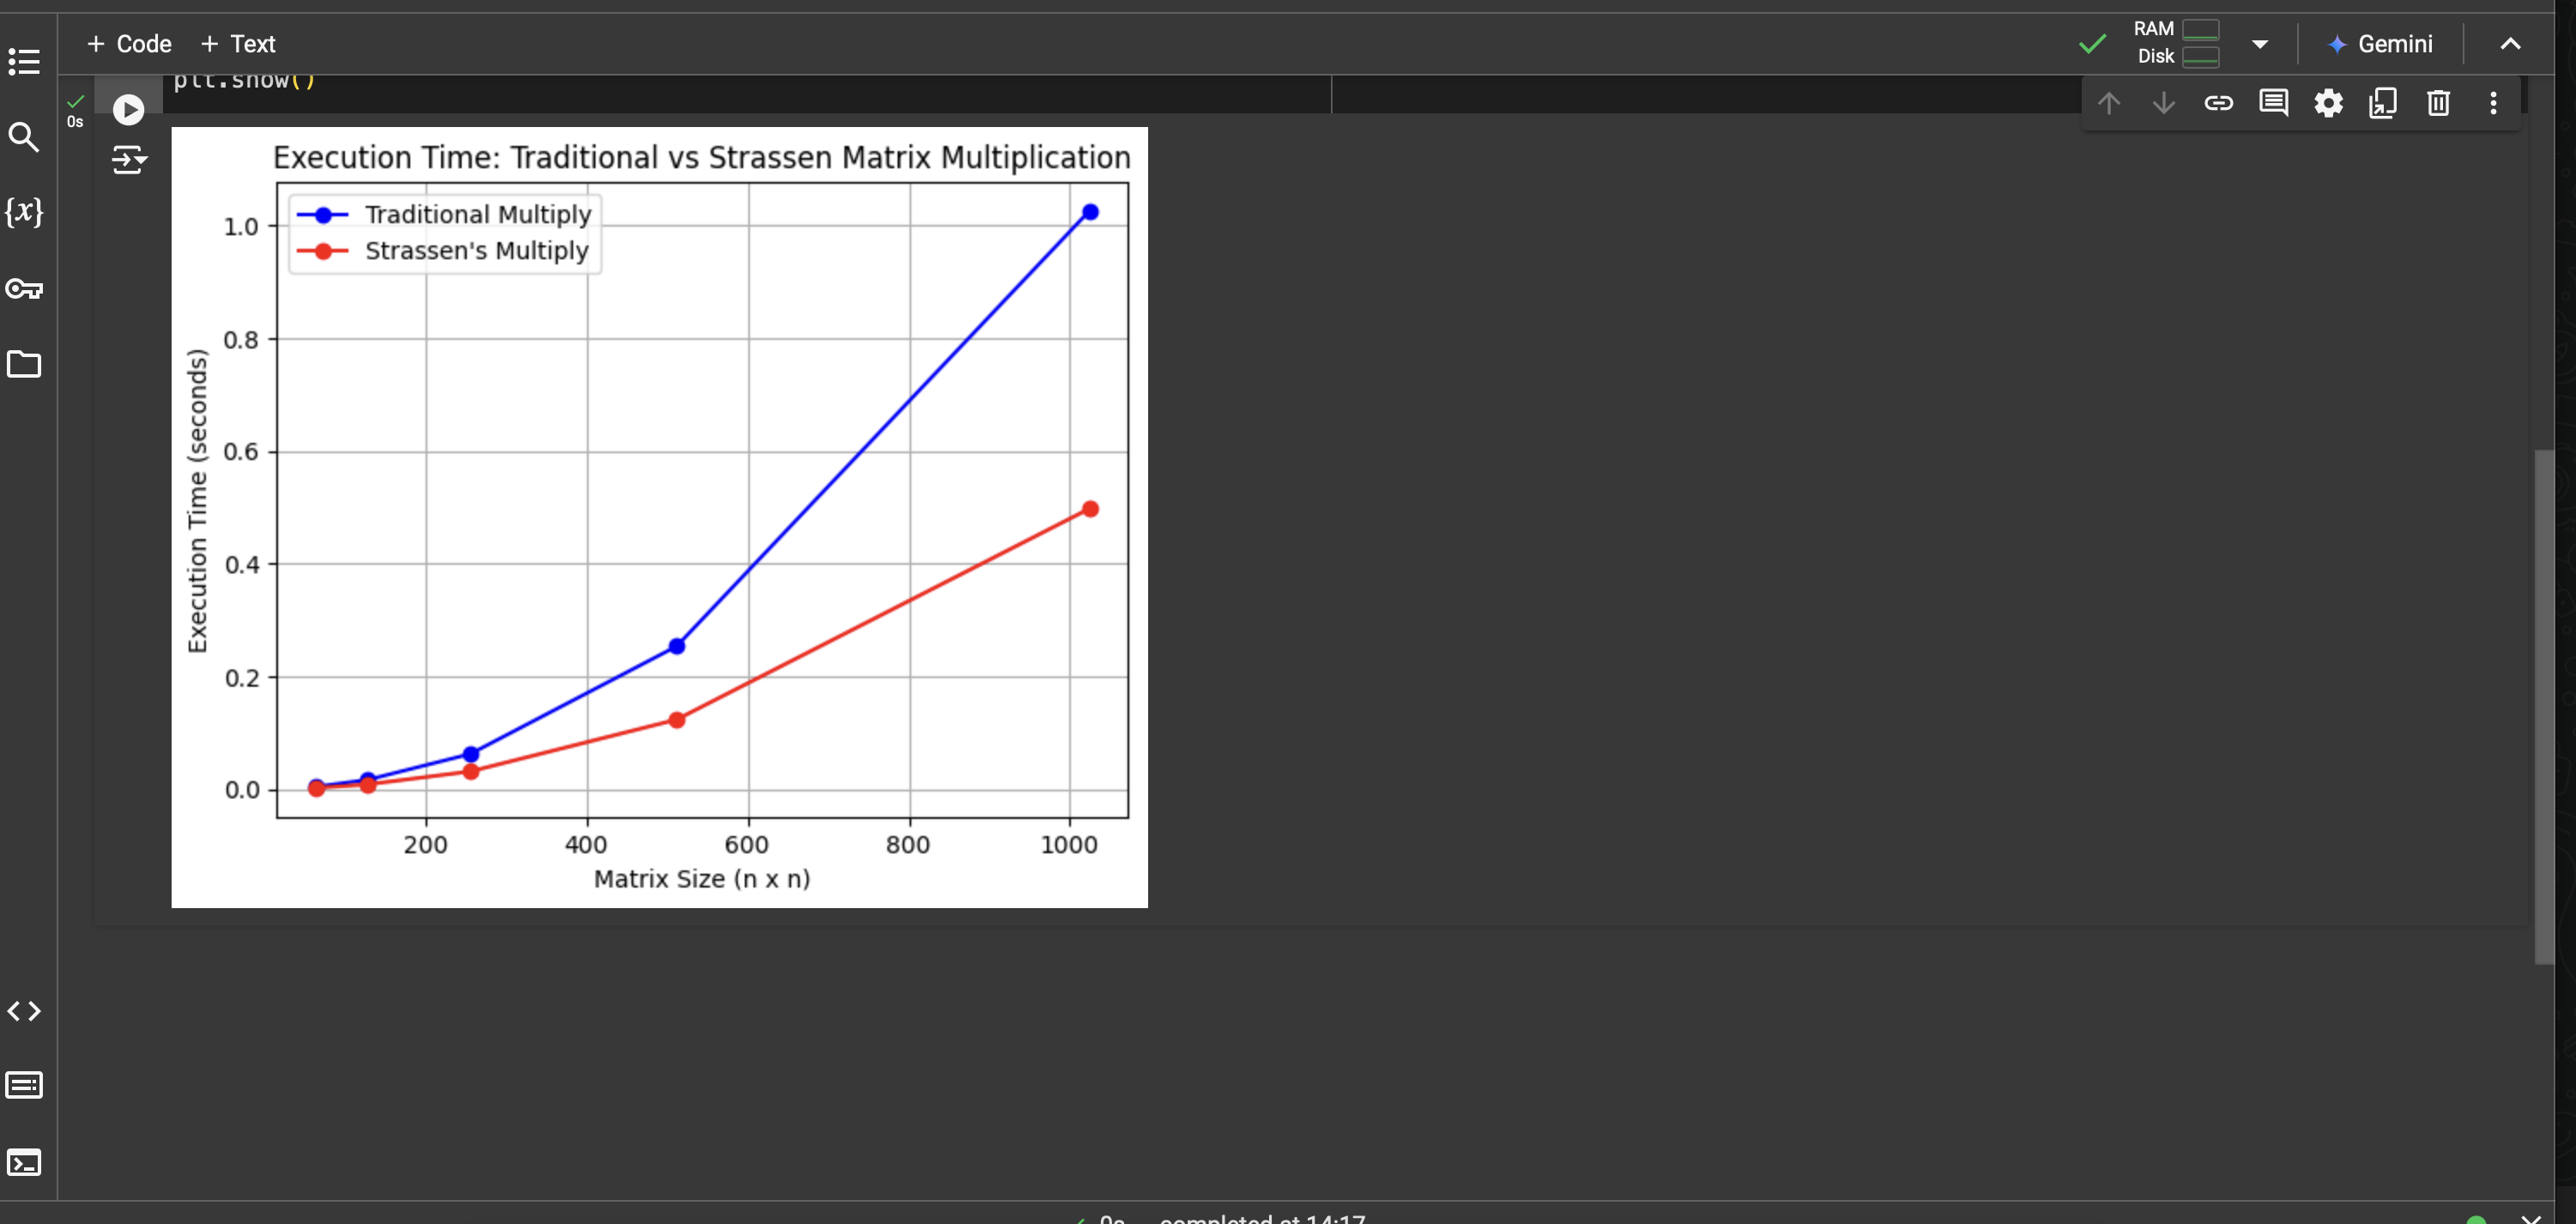 + Code + Text
RAM
Disk
Gemini
plt.show()
0s
{x}
Execution Time: Traditional vs Strassen Matrix Multiplication
Traditional Multiply
Strassen's Multiply
Execution Time (seconds)
1.0
0.8
0.6
0.4
0.2
0.0
200 400 600 800 1000
Matrix Size (n x n)
0s completed at 14:17